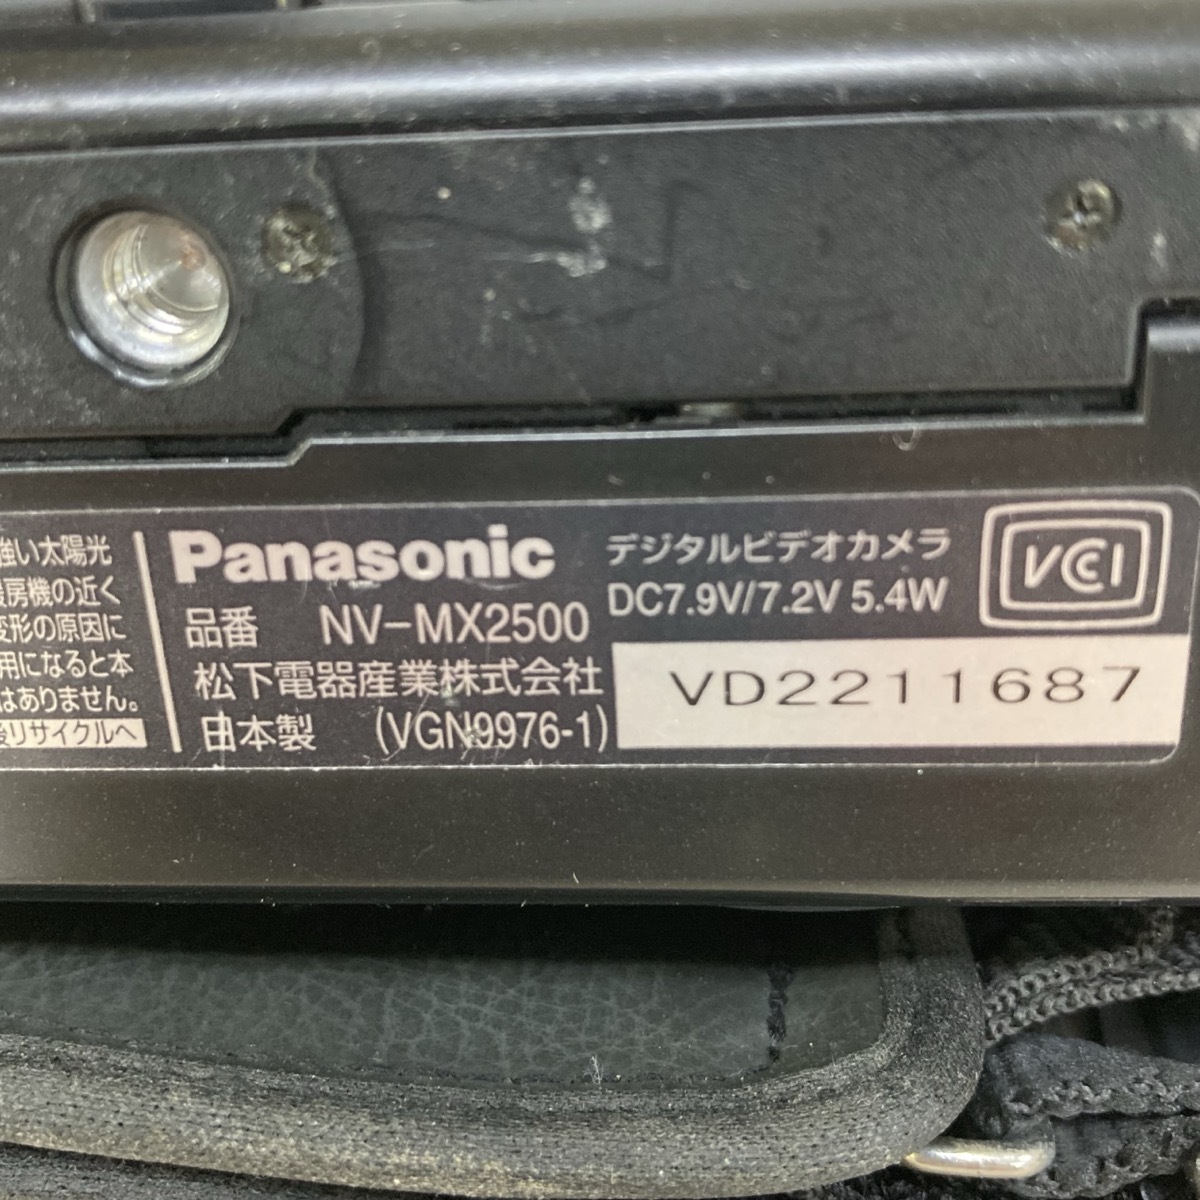 強い太陽光
房機の近く
変形の原因に
用になると本
はありません。
後リサイクルへ
Panasonic
品番 NV-MX2500
松下電器産業株式会社
日本製 (VGN9976-1)
デジタルビデオカメラ
DC7.9V/7.2V 5.4W
VCCI
VD2211687